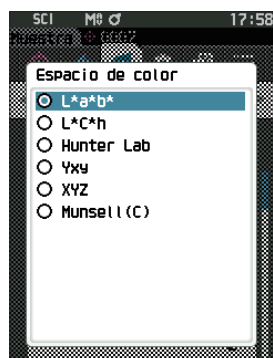 SCI M⌀ ♂ 17:58
Muestra 0002
Espacio de color
L*a*b*
L*C*h
Hunter Lab
Yxy
XYZ
Munsell(C)